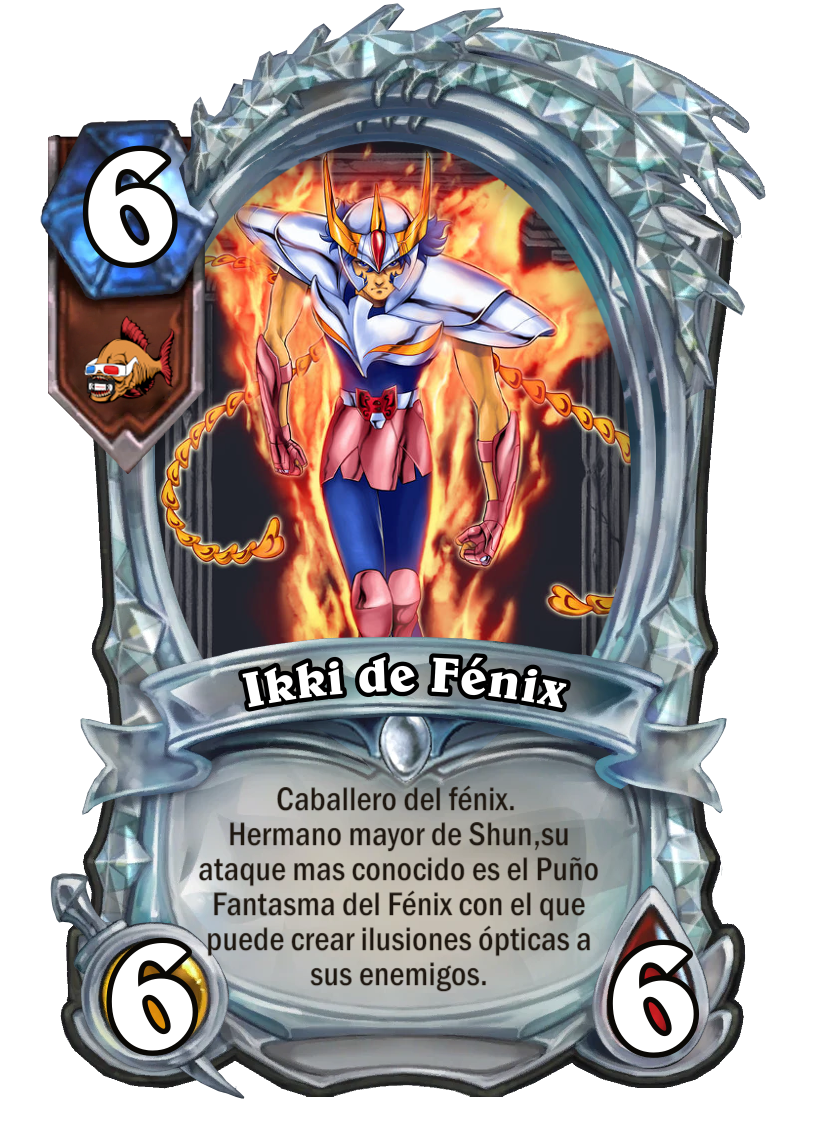 6
Ikki de Fénix
Caballero del fénix.
Hermano mayor de Shun,su
ataque mas conocido es el Puño
Fantasma del Fénix con el que
puede crear ilusiones ópticas a
sus enemigos.
6
6